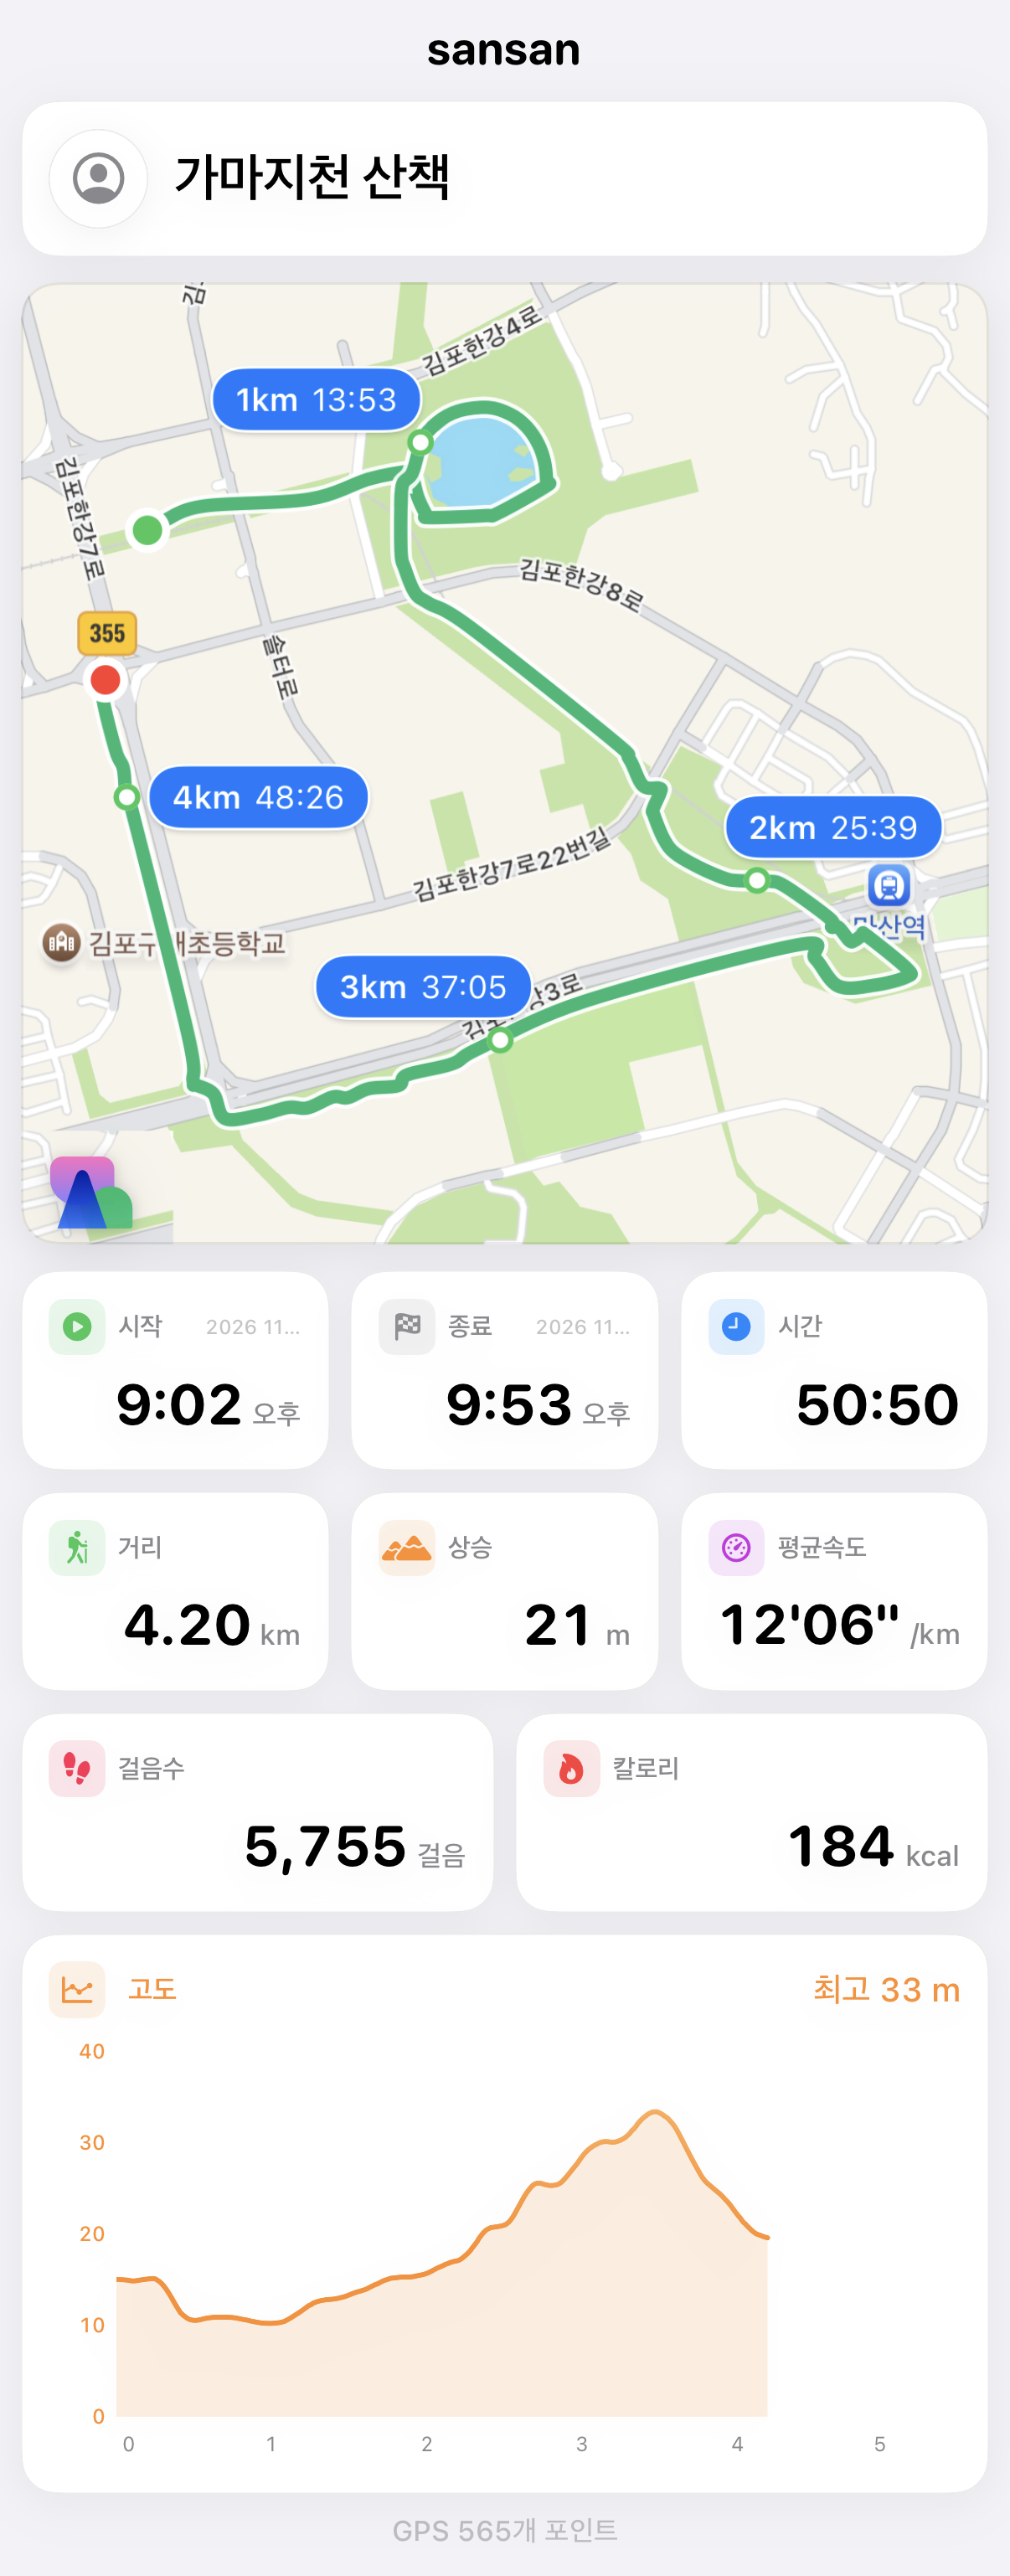 sansan
가마지천 산책
김포한강4로
1km 13:53
김포한강7로
김포한강8로
355
솔터로
4km 48:26
2km 25:39
김포한강7로22번길
마산역
3km 37:05
시작 2026 11...
9:02 오후
종료 2026 11...
9:53 오후
시간
50:50
거리
4.20 km
상승
21 m
평균속도
12'06" /km
걸음수
5,755 걸음
칼로리
184 kcal
고도
최고 33 m
40
30
20
10
0
0 1 2 3 4 5
GPS 565개 포인트